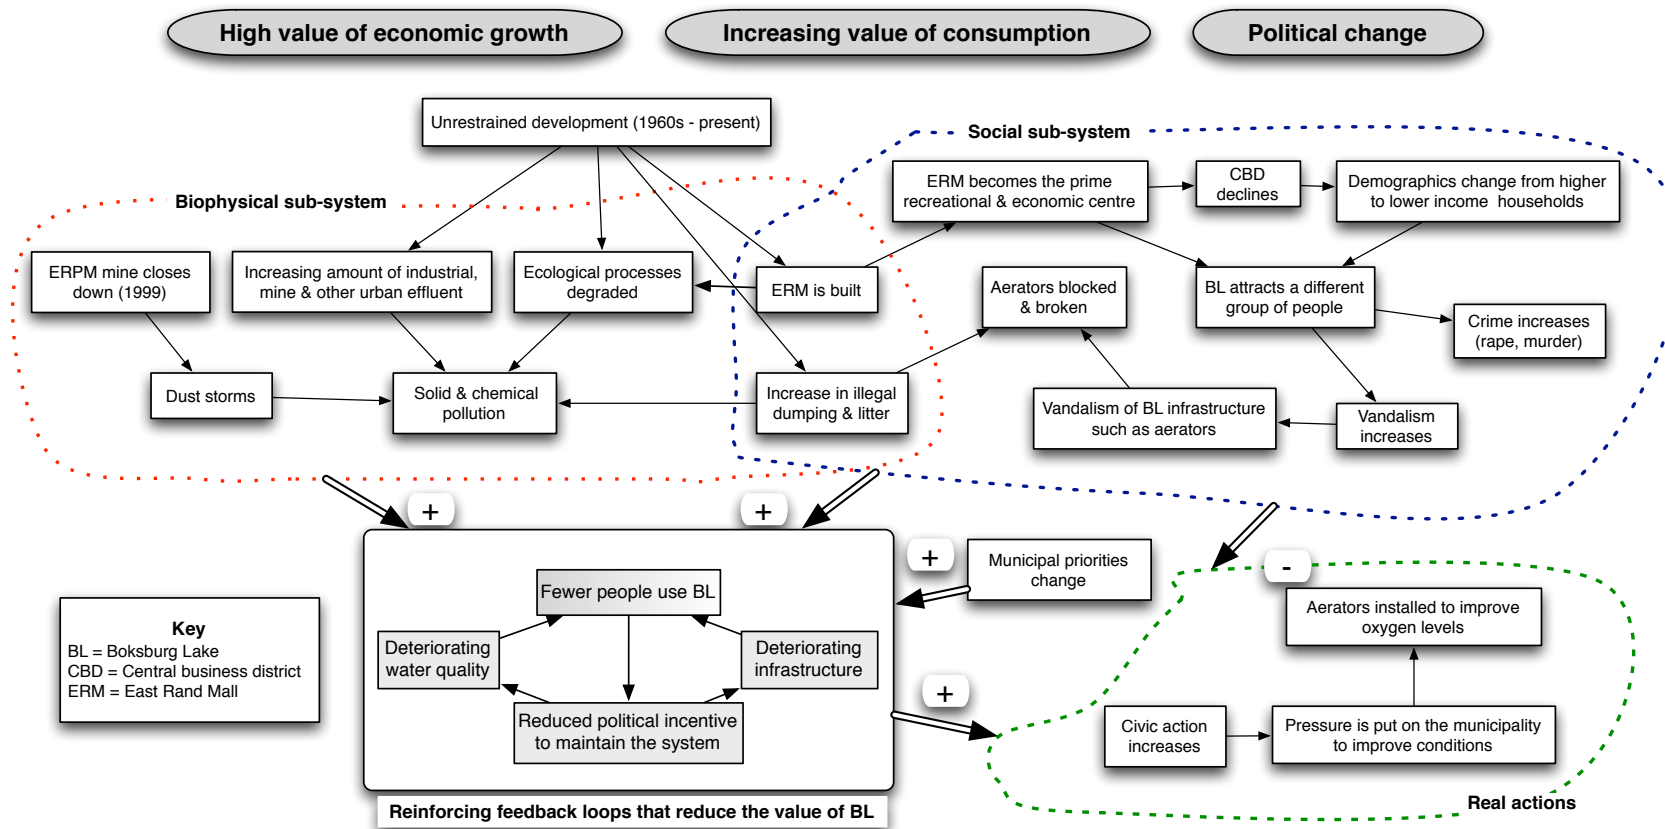 High value of economic growth
Increasing value of consumption
Political change
Unrestrained development (1960s - present)
Social sub-system
Biophysical sub-system
ERM becomes the prime
recreational & economic centre
CBD
declines
Demographics change from higher
to lower income households
ERPM mine closes
down (1999)
Increasing amount of industrial,
mine & other urban effluent
Ecological processes
degraded
ERM is built
Aerators blocked
& broken
BL attracts a different
group of people
Crime increases
(rape, murder)
Dust storms
Solid & chemical
pollution
Increase in illegal
dumping & litter
Vandalism of BL infrastructure
such as aerators
Vandalism
increases
+
+
+
Municipal priorities
change
-
Fewer people use BL
Deteriorating
water quality
Deteriorating
infrastructure
Reduced political incentive
to maintain the system
Reinforcing feedback loops that reduce the value of BL
Key
BL = Boksburg Lake
CBD = Central business district
ERM = East Rand Mall
+
Aerators installed to improve
oxygen levels
Civic action
increases
Pressure is put on the municipality
to improve conditions
Real actions